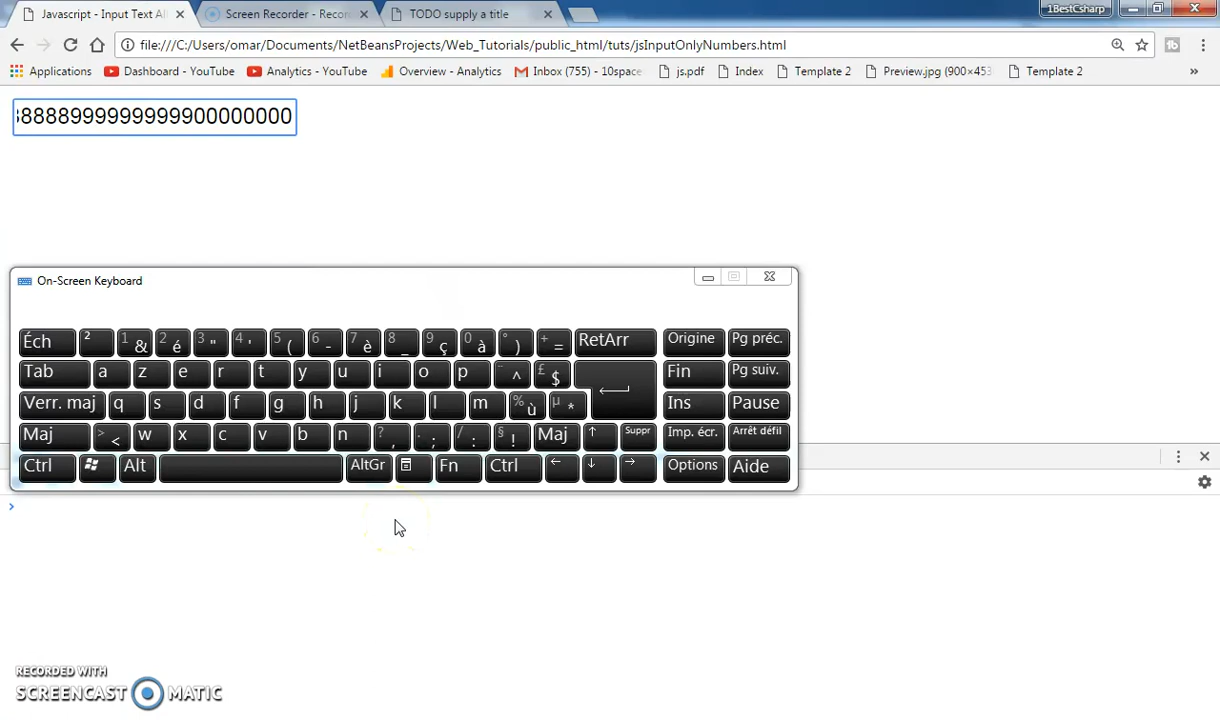 Javascript - Input Text Al
Screen Recorder - Recor
TODO supply a title
1BestCsharp
file:///C:/Users/omar/Documents/NetBeansProjects/Web_Tutorials/public_html/tuts/jsInputOnlyNumbers.html
Applications Dashboard - YouTube Analytics - YouTube Overview - Analytics Inbox (755) - 10space js.pdf Index Template 2 Preview.jpg (900×453 Template 2 »
8888999999999900000000
On-Screen Keyboard
Éch ² 1 & 2 é 3 " 4 ' 5 ( 6 - 7 è 8 _ 9 ç 0 à ° ) + = RetArr Origine Pg préc.
Tab a z e r t y u i o p ¨ ^ £ $ Fin Pg suiv.
Verr. maj q s d f g h j k l m % ù µ * Ins Pause
Maj > < w x c v b n ? , . ; / : § ! Maj ↑ Suppr Imp. écr. Arrêt défil
Ctrl Alt AltGr Fn Ctrl ← ↓ → Options Aide
>
RECORDED WITH
SCREENCAST MATIC